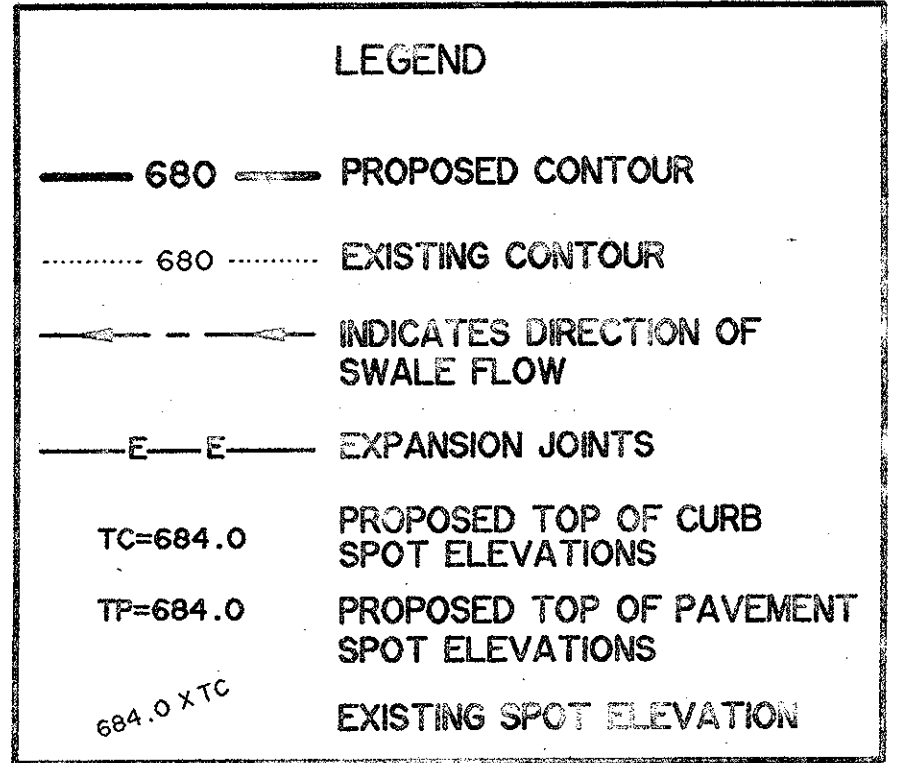 LEGEND
680 PROPOSED CONTOUR
680 EXISTING CONTOUR
INDICATES DIRECTION OF
SWALE FLOW
E E EXPANSION JOINTS
TC=684.0 PROPOSED TOP OF CURB
SPOT ELEVATIONS
TP=684.0 PROPOSED TOP OF PAVEMENT
SPOT ELEVATIONS
684.0 X TC EXISTING SPOT ELEVATION